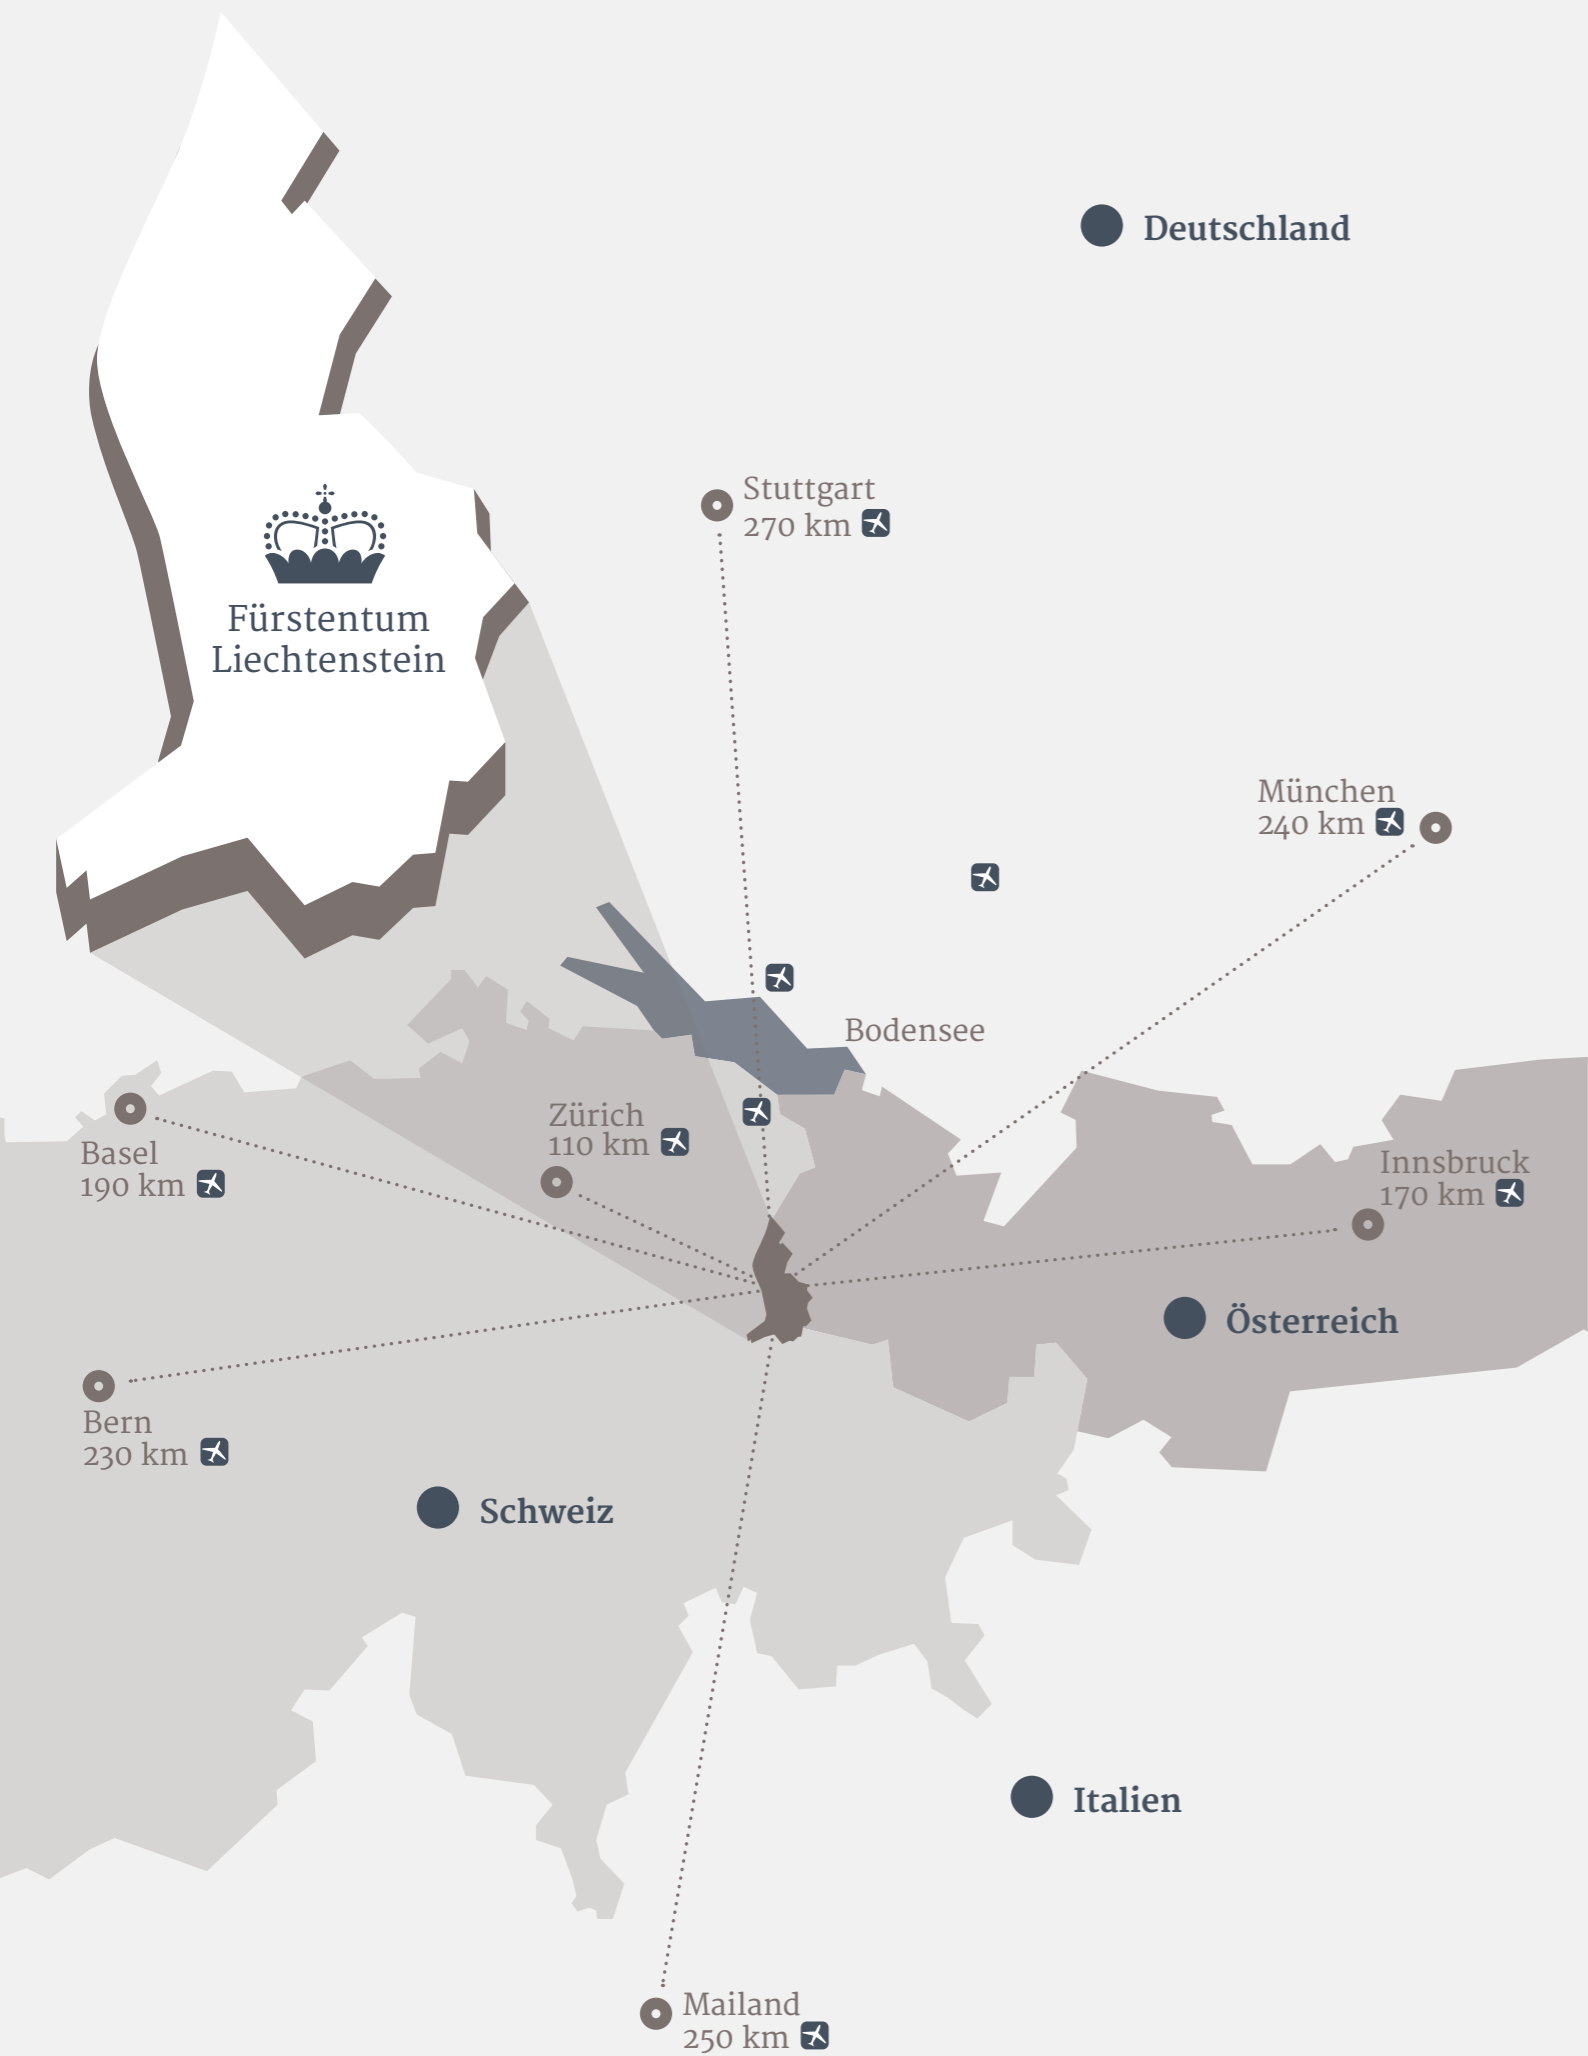 Deutschland
Stuttgart
270 km
Fürstentum
Liechtenstein
München
240 km
Bodensee
Zürich
110 km
Basel
190 km
Innsbruck
170 km
Österreich
Bern
230 km
Schweiz
Italien
Mailand
250 km